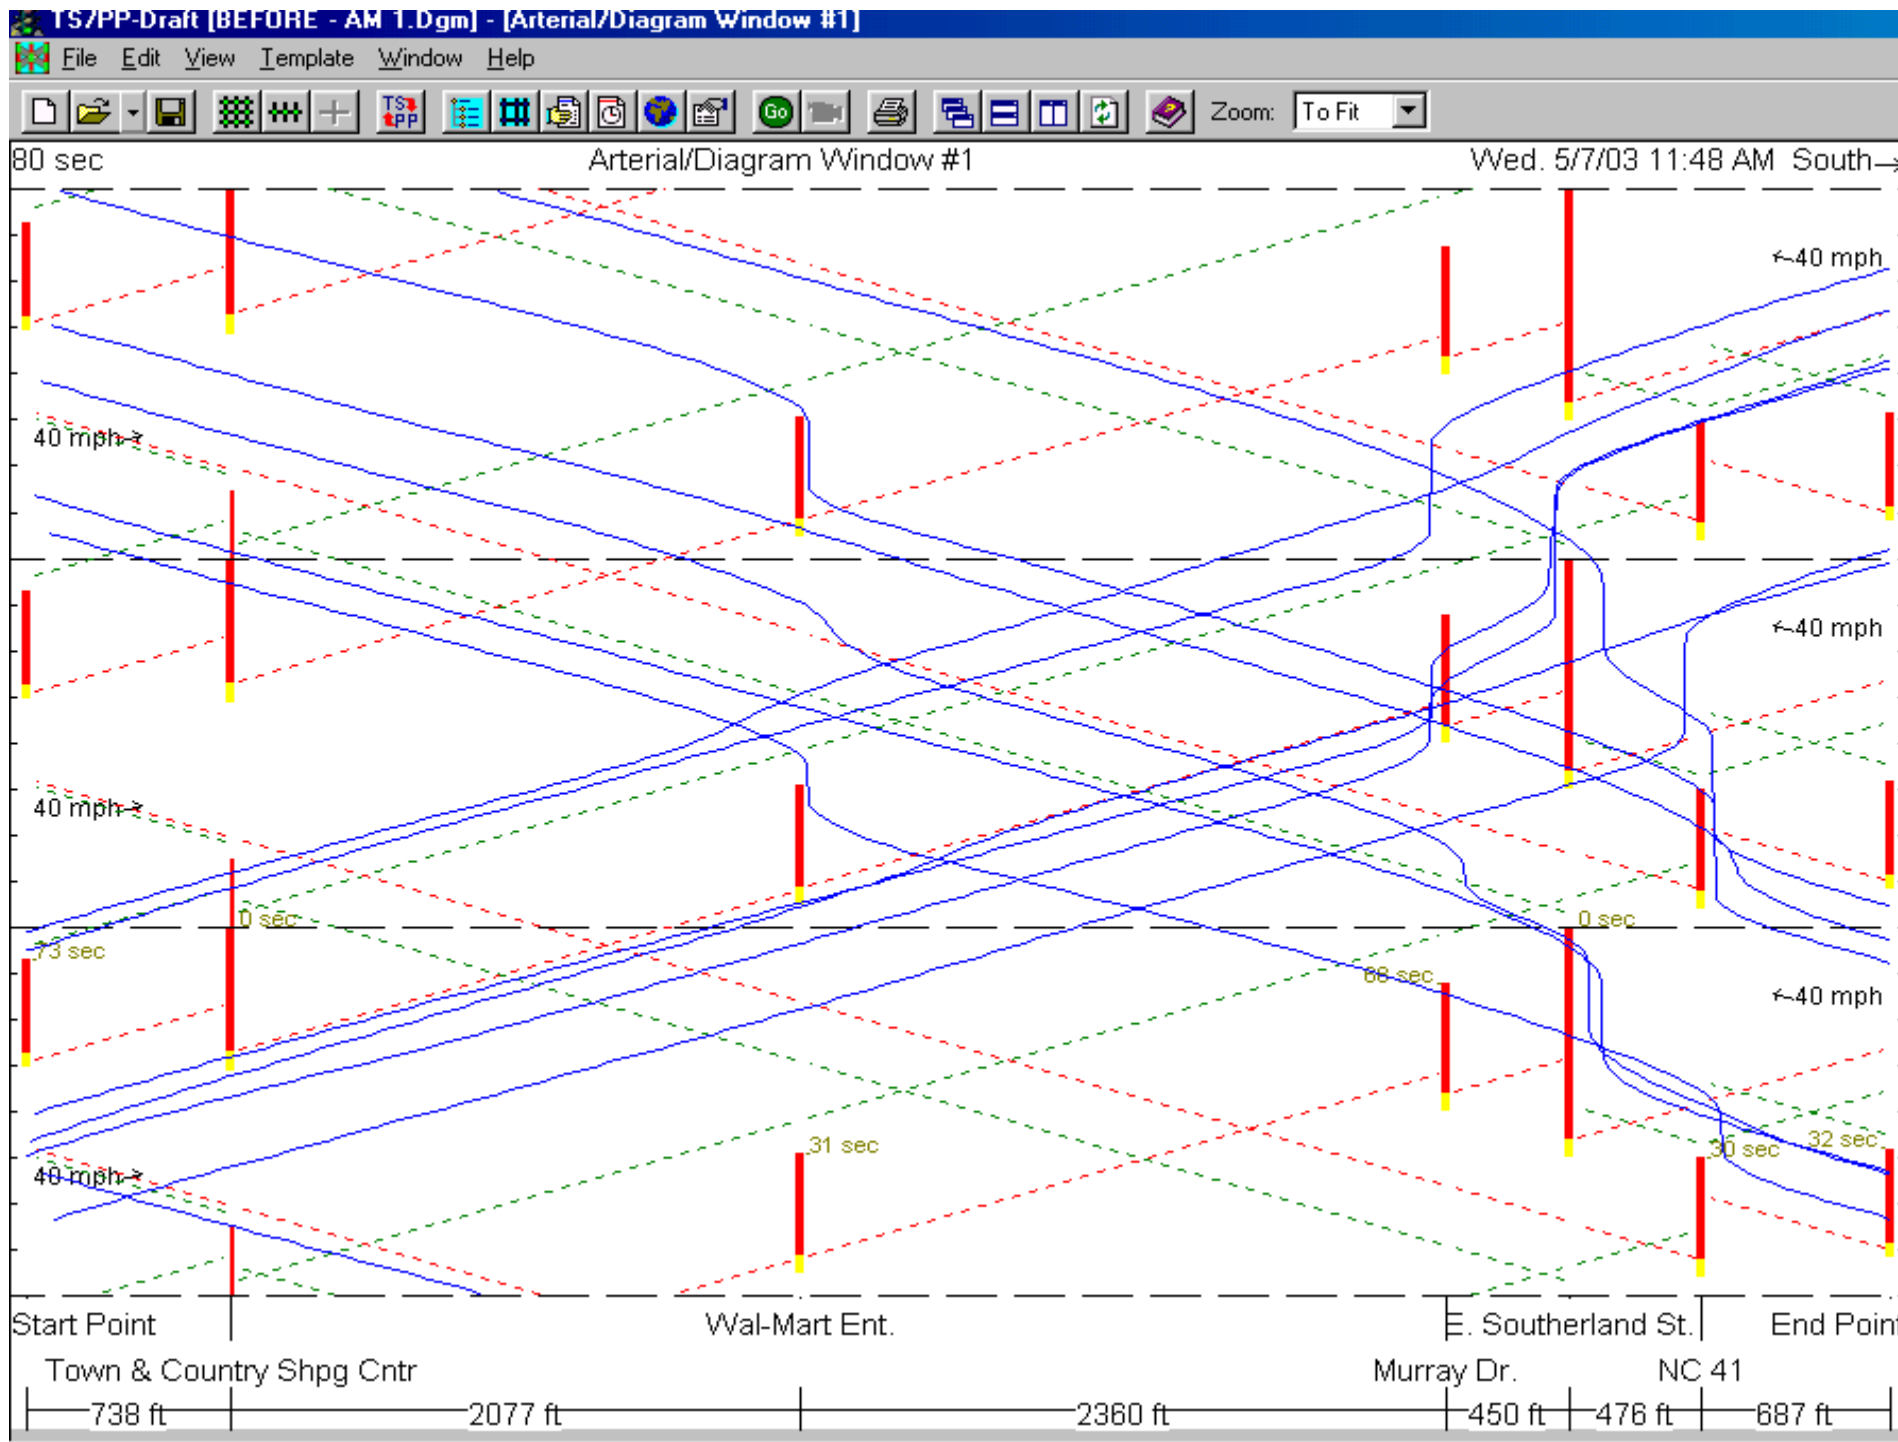 TS7PP-Draft [BEFORE - AM 1.Dgm] - [Arterial/Diagram Window #1]
File Edit View Template Window Help
TS PP Go Zoom: To Fit
80 sec Arterial/Diagram Window #1 Wed. 5/7/03 11:48 AM South→
←40 mph
40 mph→
←40 mph
40 mph→
0 sec 0 sec
73 sec
68 sec
←40 mph
31 sec
30 sec 32 sec
40 mph→
Start Point Wal-Mart Ent. E. Southerland St. End Point
Town & Country Shpg Cntr Murray Dr. NC 41
738 ft 2077 ft 2360 ft 450 ft 476 ft 687 ft